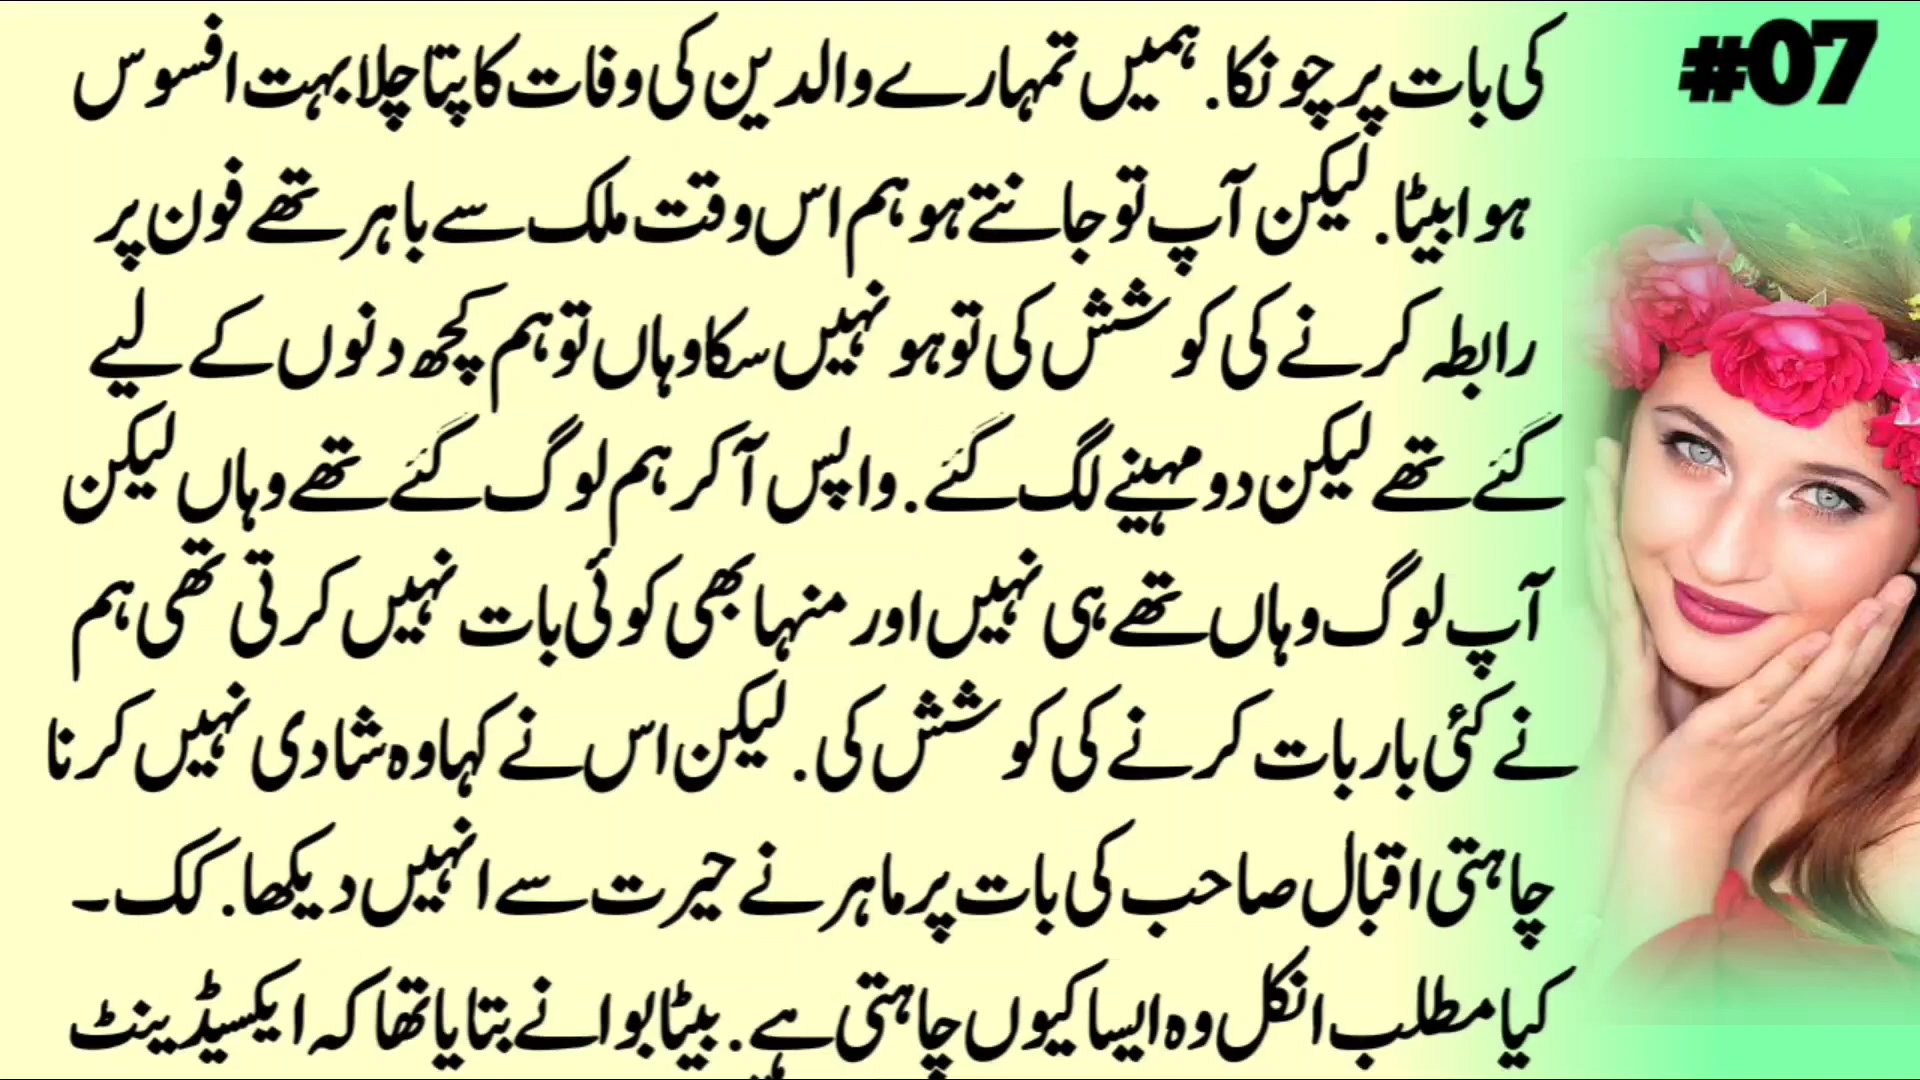 #07
کی بات پر چونکا. ہمیں تمہارے والدین کی وفات کا پتا چلا بہت افسوس
ہوا بیٹا. لیکن آپ تو جانتے ہو ہم اس وقت ملک سے باہر تھے فون پر
رابطہ کرنے کی کوشش کی تو ہو نہیں سکا وہاں تو ہم کچھ دنوں کے لیے
گئے تھے لیکن دو مہینے لگ گئے. واپس آ کر ہم لوگ گئے تھے وہاں لیکن
آپ لوگ وہاں تھے ہی نہیں اور منہا بھی کوئی بات نہیں کرتی تھی ہم
نے کئی بار بات کرنے کی کوشش کی. لیکن اس نے کہا وہ شادی نہیں کرنا
چاہتی اقبال صاحب کی بات پر ماہر نے حیرت سے انہیں دیکھا. کک۔
کیا مطلب انکل وہ ایسا کیوں چاہتی ہے. بیٹا بوا نے بتایا تھا کہ ایکسیڈینٹ